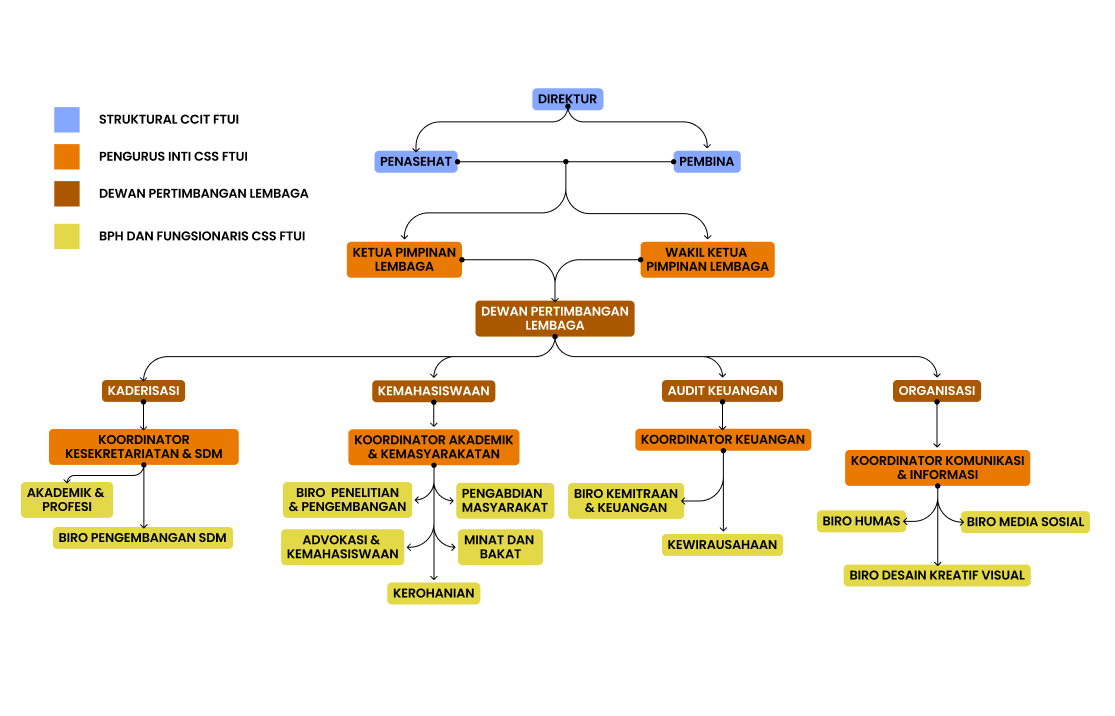 DIREKTUR
STRUKTURAL CCIT FTUI
PENGURUS INTI CSS FTUI
DEWAN PERTIMBANGAN LEMBAGA
BPH DAN FUNGSIONARIS CSS FTUI
PENASEHAT
PEMBINA
KETUA PIMPINAN
LEMBAGA
WAKIL KETUA
PIMPINAN LEMBAGA
DEWAN PERTIMBANGAN
LEMBAGA
KADERISASI
KEMAHASISWAAN
AUDIT KEUANGAN
ORGANISASI
KOORDINATOR
KESEKRETARIATAN & SDM
KOORDINATOR AKADEMIK
& KEMASYARAKATAN
KOORDINATOR KEUANGAN
KOORDINATOR KOMUNIKASI
& INFORMASI
AKADEMIK &
PROFESI
BIRO PENGEMBANGAN SDM
BIRO PENELITIAN
& PENGEMBANGAN
PENGABDIAN
MASYARAKAT
ADVOKASI &
KEMAHASISWAAN
MINAT DAN
BAKAT
KEROHANIAN
BIRO KEMITRAAN
& KEUANGAN
KEWIRAUSAHAAN
BIRO HUMAS
BIRO MEDIA SOSIAL
BIRO DESAIN KREATIF VISUAL